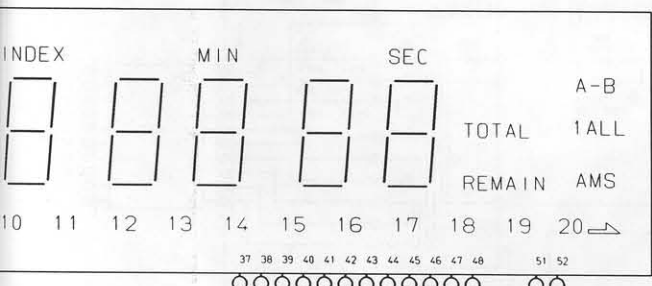 INDEX MIN SEC
A-B
TOTAL 1ALL
REMAIN AMS
10 11 12 13 14 15 16 17 18 19 20
37 38 39 40 41 42 43 44 45 46 47 48 51 52